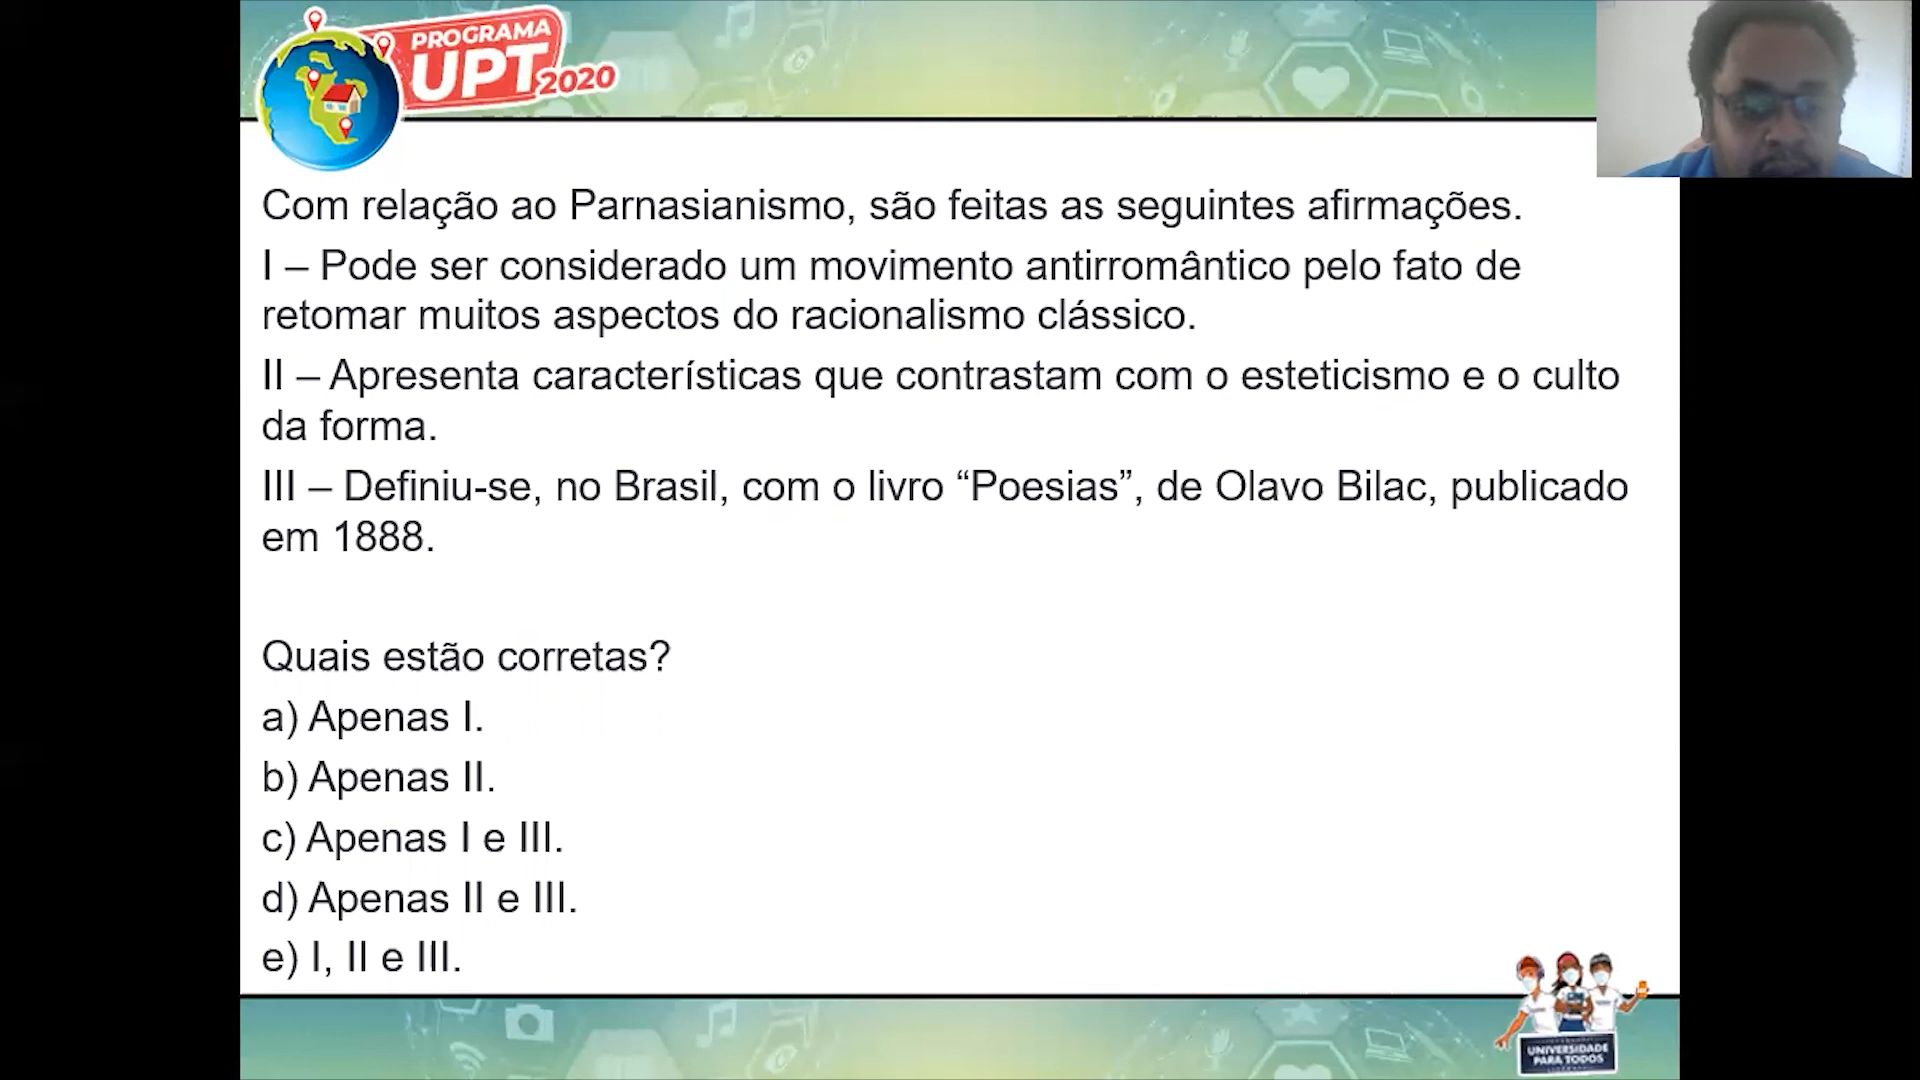 PROGRAMA
UPT 2020
Com relação ao Parnasianismo, são feitas as seguintes afirmações.
I – Pode ser considerado um movimento antirromântico pelo fato de
retomar muitos aspectos do racionalismo clássico.
II – Apresenta características que contrastam com o esteticismo e o culto
da forma.
III – Definiu-se, no Brasil, com o livro “Poesias”, de Olavo Bilac, publicado
em 1888.
Quais estão corretas?
a) Apenas I.
b) Apenas II.
c) Apenas I e III.
d) Apenas II e III.
e) I, II e III.
UNIVERSIDADE
PARA TODOS